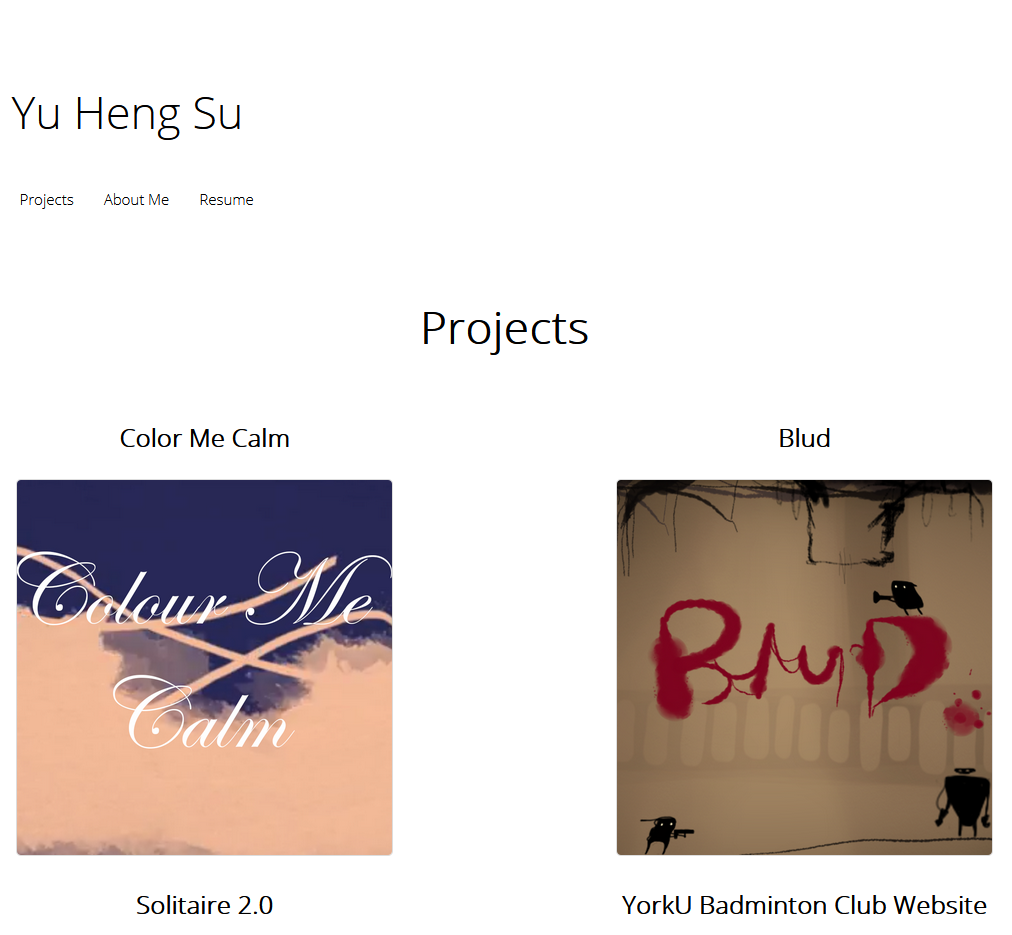 Yu Heng Su
Projects About Me Resume
Projects
Color Me Calm
Blud
Colour Me
Calm
BluD
Solitaire 2.0
YorkU Badminton Club Website